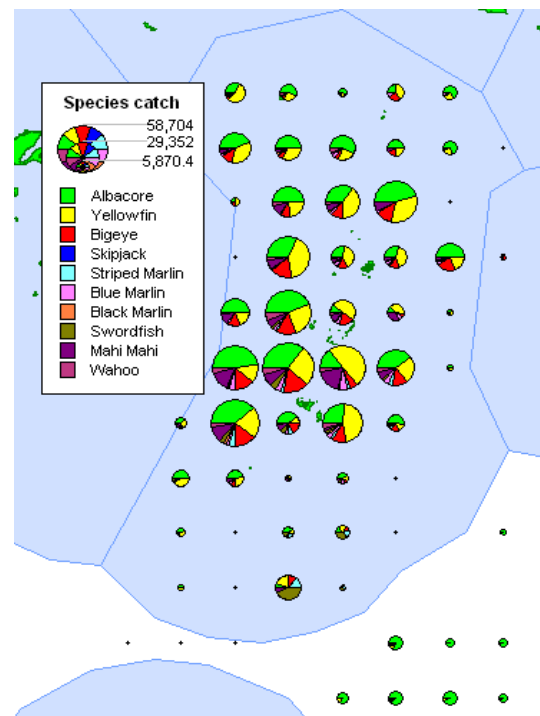 Species catch
58,704
29,352
5,870.4
Albacore
Yellowfin
Bigeye
Skipjack
Striped Marlin
Blue Marlin
Black Marlin
Swordfish
Mahi Mahi
Wahoo